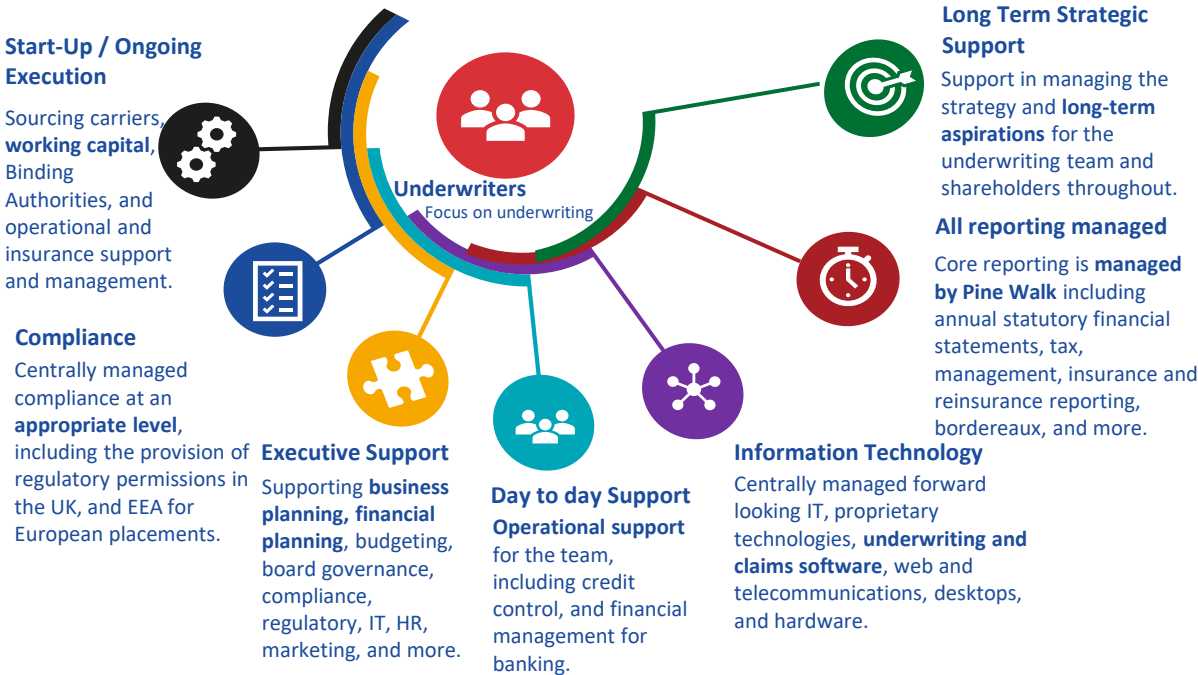 Start-Up / Ongoing
Execution
Sourcing carriers,
working capital,
Binding
Authorities, and
operational and
insurance support
and management.
Compliance
Centrally managed
compliance at an
appropriate level,
including the provision of
regulatory permissions in
the UK, and EEA for
European placements.
Executive Support
Supporting business
planning, financial
planning, budgeting,
board governance,
compliance,
regulatory, IT, HR,
marketing, and more.
Underwriters
Focus on underwriting
Day to day Support
Operational support
for the team,
including credit
control, and financial
management for
banking.
Information Technology
Centrally managed forward
looking IT, proprietary
technologies, underwriting and
claims software, web and
telecommunications, desktops,
and hardware.
All reporting managed
Core reporting is managed
by Pine Walk including
annual statutory financial
statements, tax,
management, insurance and
reinsurance reporting,
bordereaux, and more.
Long Term Strategic
Support
Support in managing the
strategy and long-term
aspirations for the
underwriting team and
shareholders throughout.